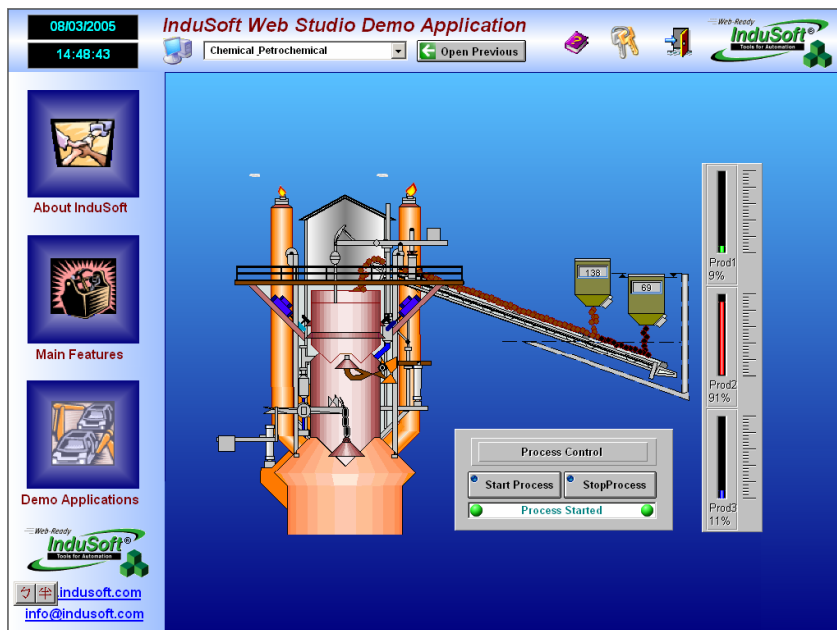 08/03/2005
14:48:43
InduSoft Web Studio Demo Application
Chemical_Petrochemical
Open Previous
Web-Ready
InduSoft®
Tools for Automation
About InduSoft
Main Features
Demo Applications
Web-Ready
InduSoft®
Tools for Automation
ㄅ 半 .indusoft.com
info@indusoft.com
138
69
Prod1
9%
Prod2
91%
Prod3
11%
Process Control
Start Process
StopProcess
Process Started